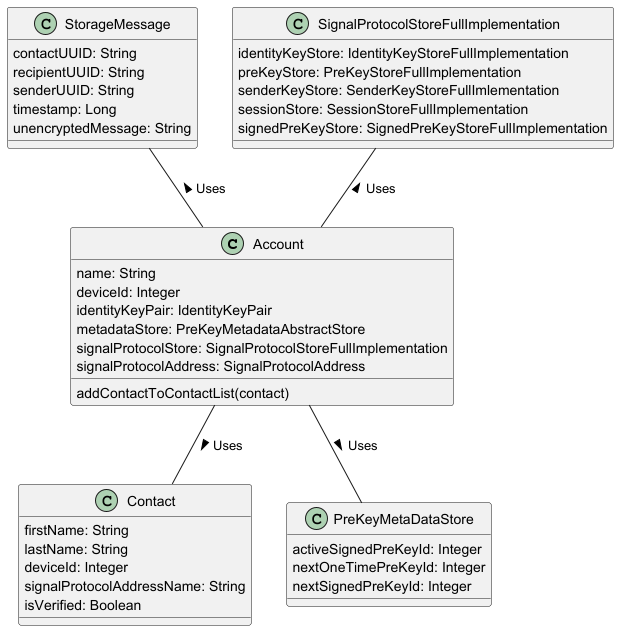 C StorageMessage
contactUUID: String
recipientUUID: String
senderUUID: String
timestamp: Long
unencryptedMessage: String
C SignalProtocolStoreFullImplementation
identityKeyStore: IdentityKeyStoreFullImplementation
preKeyStore: PreKeyStoreFullImplementation
senderKeyStore: SenderKeyStoreFullImplementation
sessionStore: SessionStoreFullImplementation
signedPreKeyStore: SignedPreKeyStoreFullImplementation
Uses
Uses
C Account
name: String
deviceId: Integer
identityKeyPair: IdentityKeyPair
metadataStore: PreKeyMetadataAbstractStore
signalProtocolStore: SignalProtocolStoreFullImplementation
signalProtocolAddress: SignalProtocolAddress
addContactToContactList(contact)
Uses
Uses
C Contact
firstName: String
lastName: String
deviceId: Integer
signalProtocolAddressName: String
isVerified: Boolean
C PreKeyMetaDataStore
activeSignedPreKeyId: Integer
nextOneTimePreKeyId: Integer
nextSignedPreKeyId: Integer